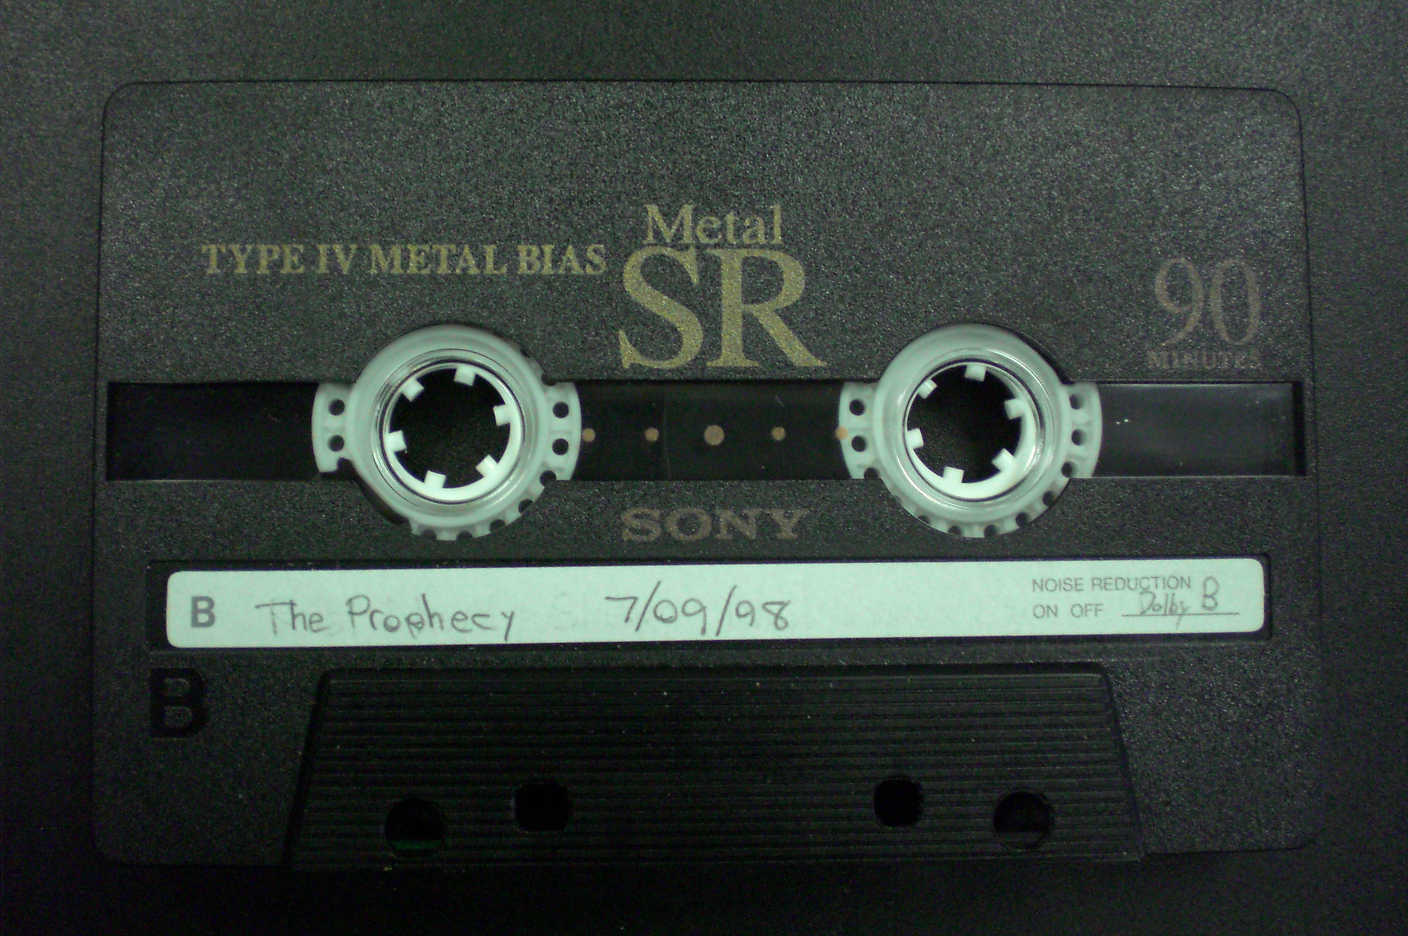 Metal
TYPE IV METAL BIAS SR 90
MINUTES
SONY
B The Prophecy 7/09/98 NOISE REDUCTION B
ON OFF Dolby
B